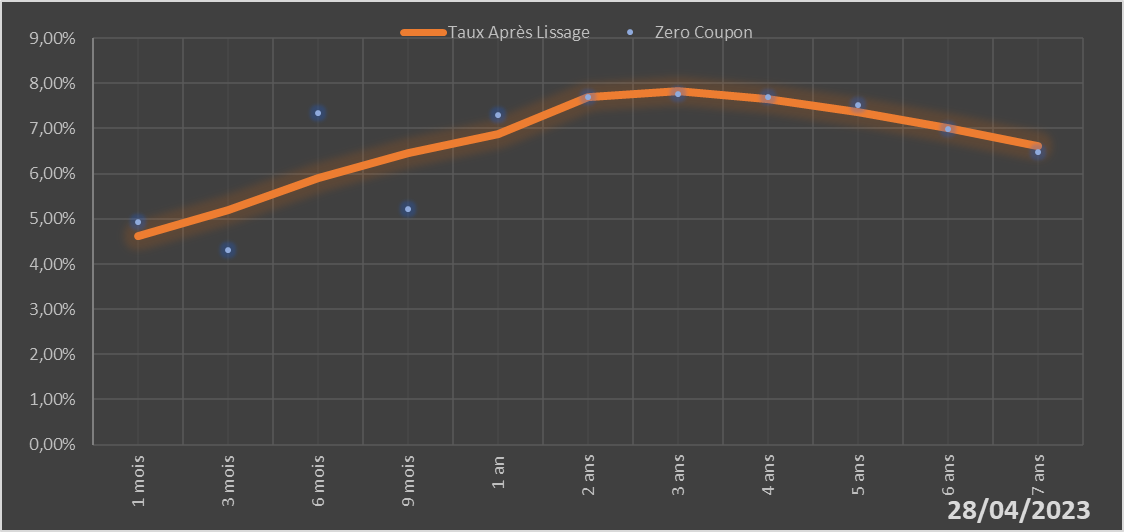 Taux Après Lissage
Zero Coupon
9,00%
8,00%
7,00%
6,00%
5,00%
4,00%
3,00%
2,00%
1,00%
0,00%
1 mois
3 mois
6 mois
9 mois
1 an
2 ans
3 ans
4 ans
5 ans
6 ans
7 ans
28/04/2023